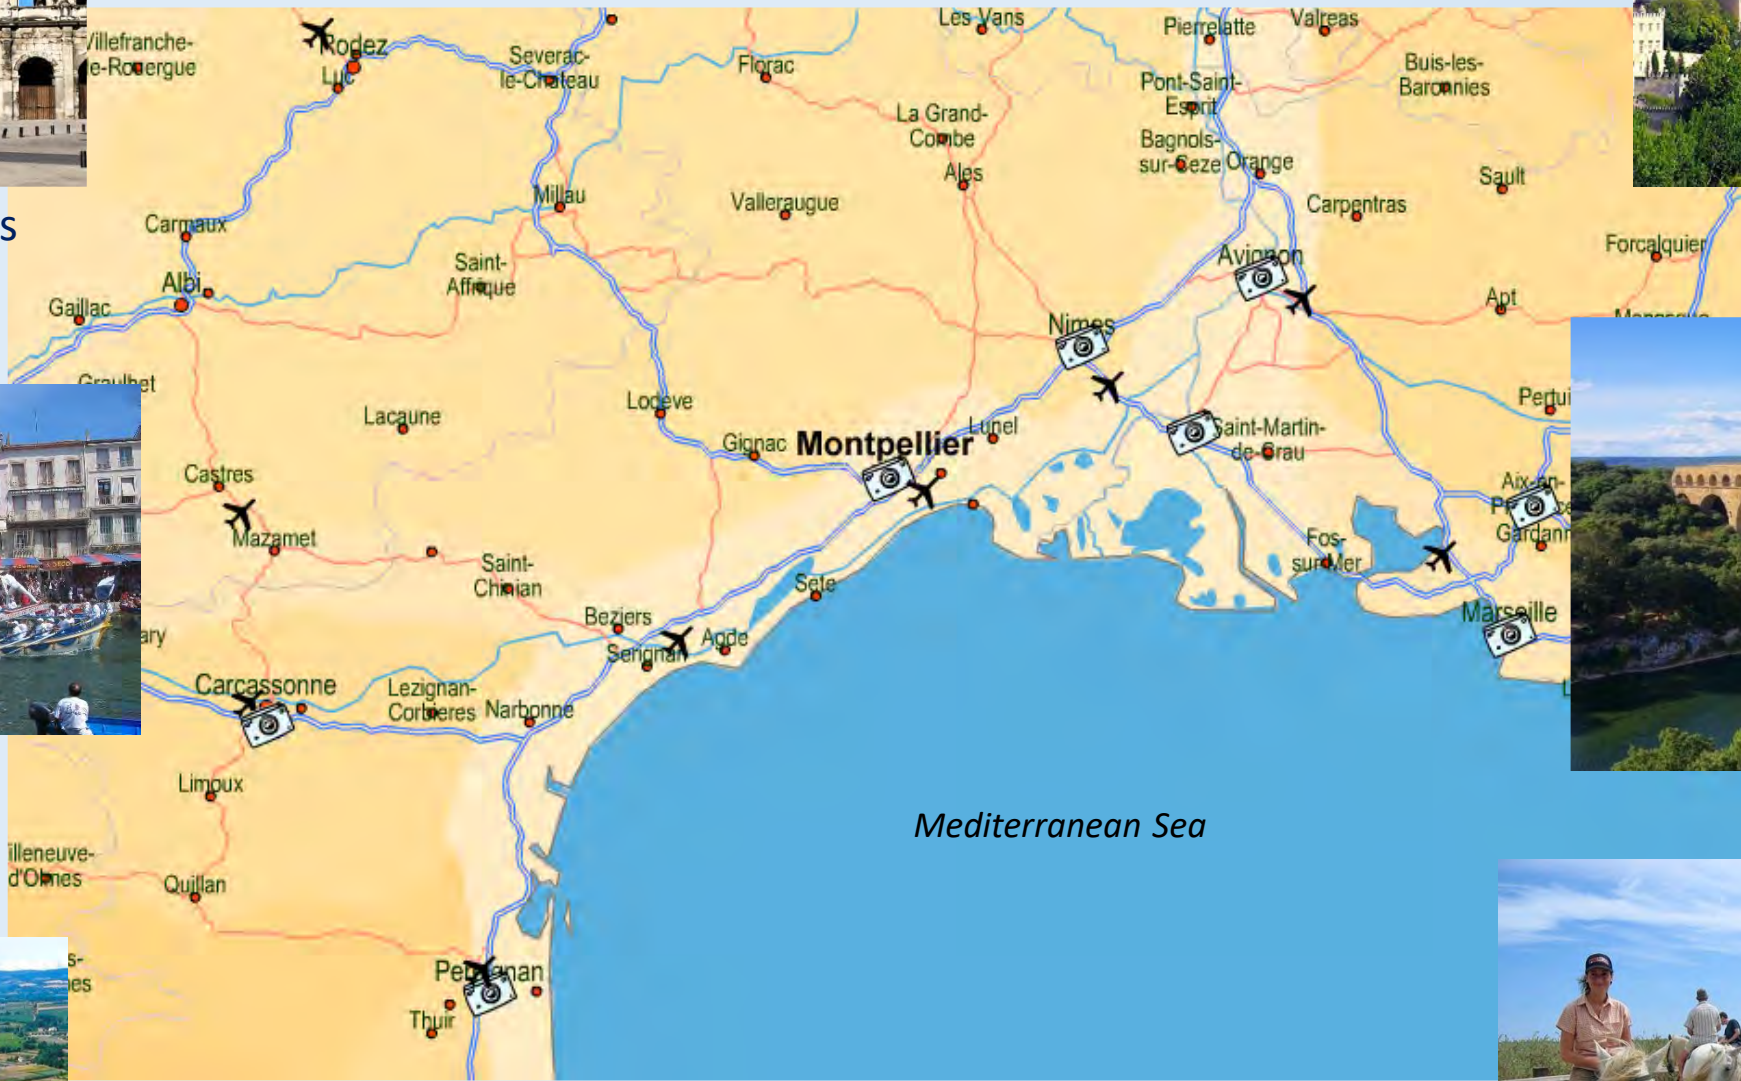 Les Vans
Valreas
Pierrelatte
Villefranche-
de-Rouergue
Rodez
Luc
Severac-
le-Chateau
Florac
Buis-les-
Baronnies
Pont-Saint-
Esprit
La Grand-
Combe
Bagnols-
sur-Ceze
Orange
Ales
Sault
Millau
Valleraugue
Carpentras
s
Carmaux
Forcalquier
Avignon
Saint-
Affrique
Albi
Gaillac
Apt
Nimes
Graulhet
Pertui
Lodeve
Lacaune
Gignac
Montpellier
Lunel
Saint-Martin-
de-Crau
Castres
Aix-en-
Gardann
Mazamet
Fos-
sur-Mer
Saint-
Chinian
Sete
Beziers
Marseille
ary
Agde
Serignan
Carcassonne
Lezignan-
Corbieres
Narbonne
Limoux
Mediterranean Sea
illeneuve-
d'Olmes
Quillan
s-
nes
Perpignan
Thuir